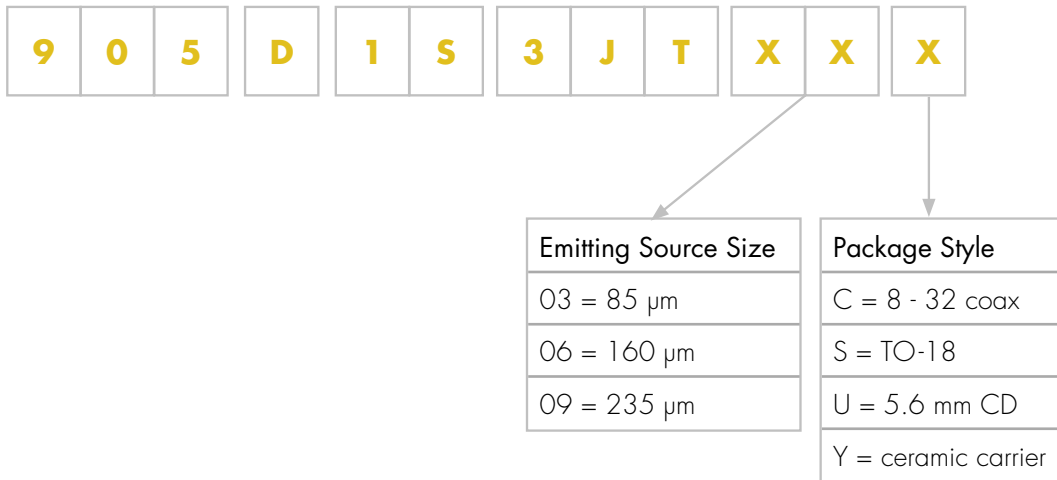 9 0 5 D 1 S 3 J T X X X
Emitting Source Size
03 = 85 µm
06 = 160 µm
09 = 235 µm
Package Style
C = 8 - 32 coax
S = TO-18
U = 5.6 mm CD
Y = ceramic carrier